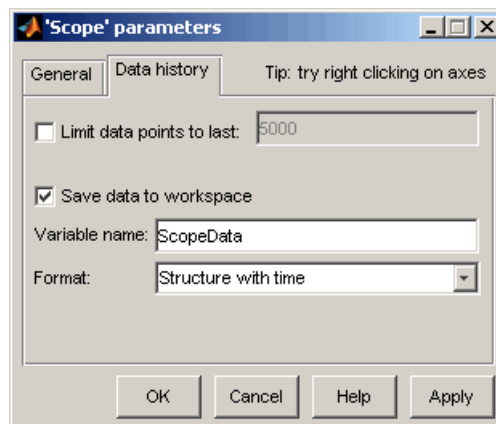 'Scope' parameters
General Data history Tip: try right clicking on axes
Limit data points to last: 5000
Save data to workspace
Variable name: ScopeData
Format: Structure with time
OK Cancel Help Apply